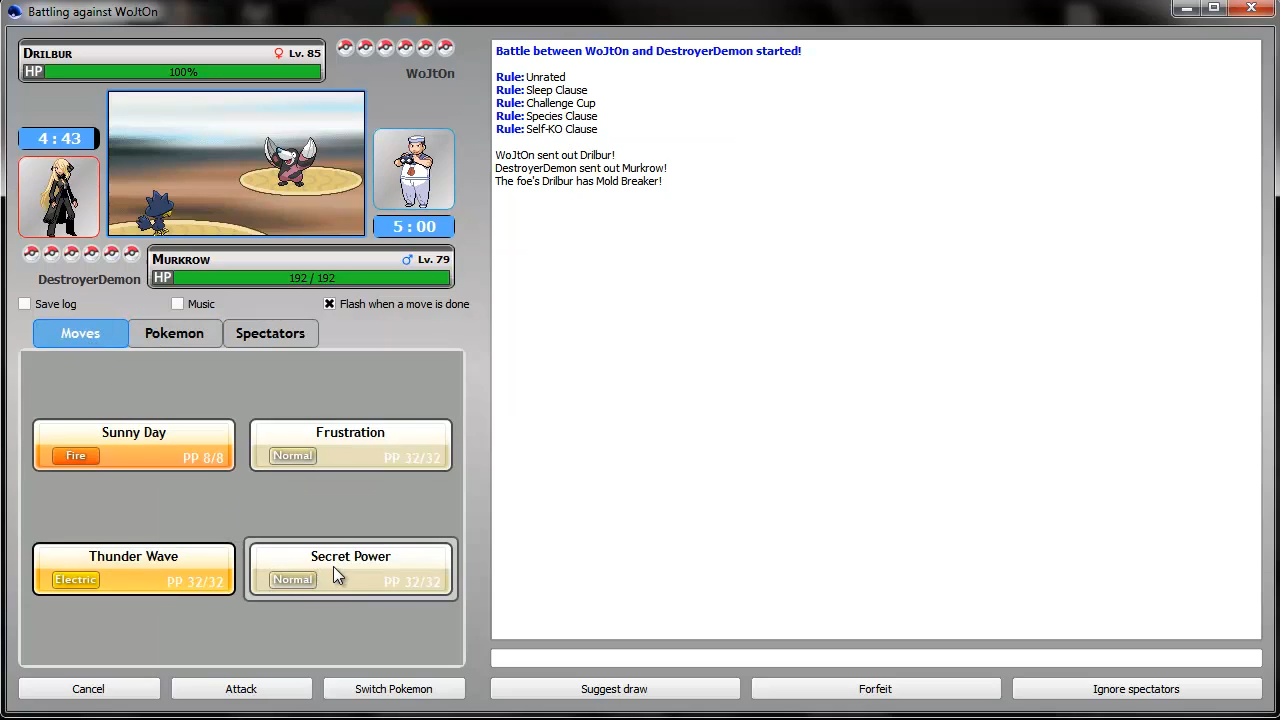 Battling against WoJtOn
DRILBUR ♀ Lv. 85
HP 100%
WoJtOn
4:43
5:00
MURKROW ♂ Lv. 79
HP 192 / 192
DestroyerDemon
Save log
Music
Flash when a move is done
Moves
Pokemon
Spectators
Sunny Day
Fire PP 8/8
Frustration
Normal PP 32/32
Thunder Wave
Electric PP 32/32
Secret Power
Normal PP 32/32
Cancel
Attack
Switch Pokemon
Battle between WoJtOn and DestroyerDemon started!
Rule: Unrated
Rule: Sleep Clause
Rule: Challenge Cup
Rule: Species Clause
Rule: Self-KO Clause
WoJtOn sent out Drilbur!
DestroyerDemon sent out Murkrow!
The foe's Drilbur has Mold Breaker!
Suggest draw
Forfeit
Ignore spectators